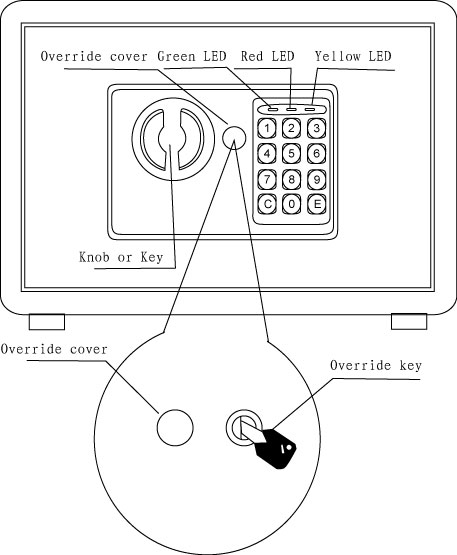 Override cover Green LED Red LED Yellow LED
1 2 3
4 5 6
7 8 9
C 0 E
Knob or Key
Override cover
Override key